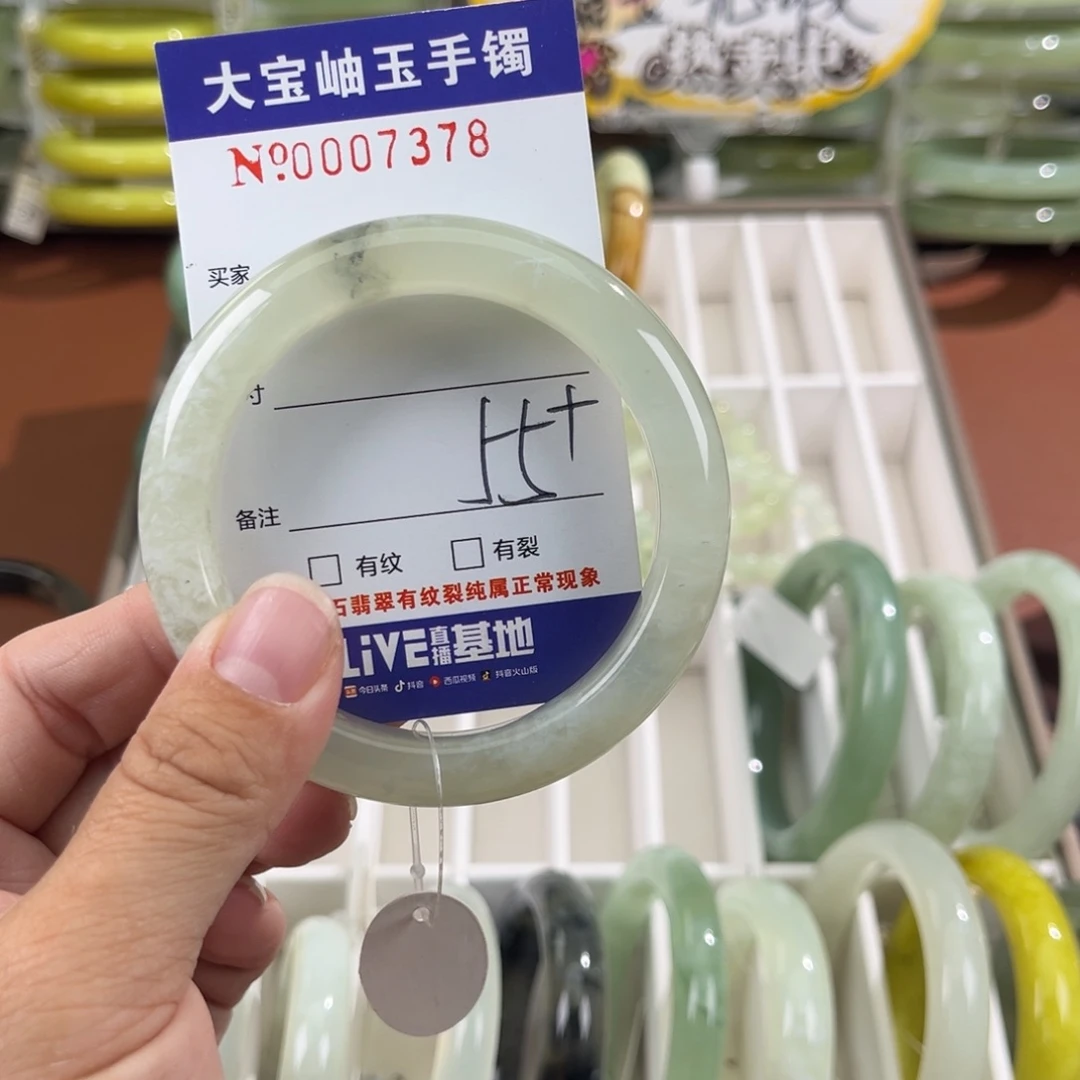 大宝岫玉手镯
Nº0007378
买家
寸
55+
备注
□ 有纹 □ 有裂
石翡翠有纹裂纯属正常现象
LiVE直播基地
今日头条 抖音 西瓜视频 抖音火山版